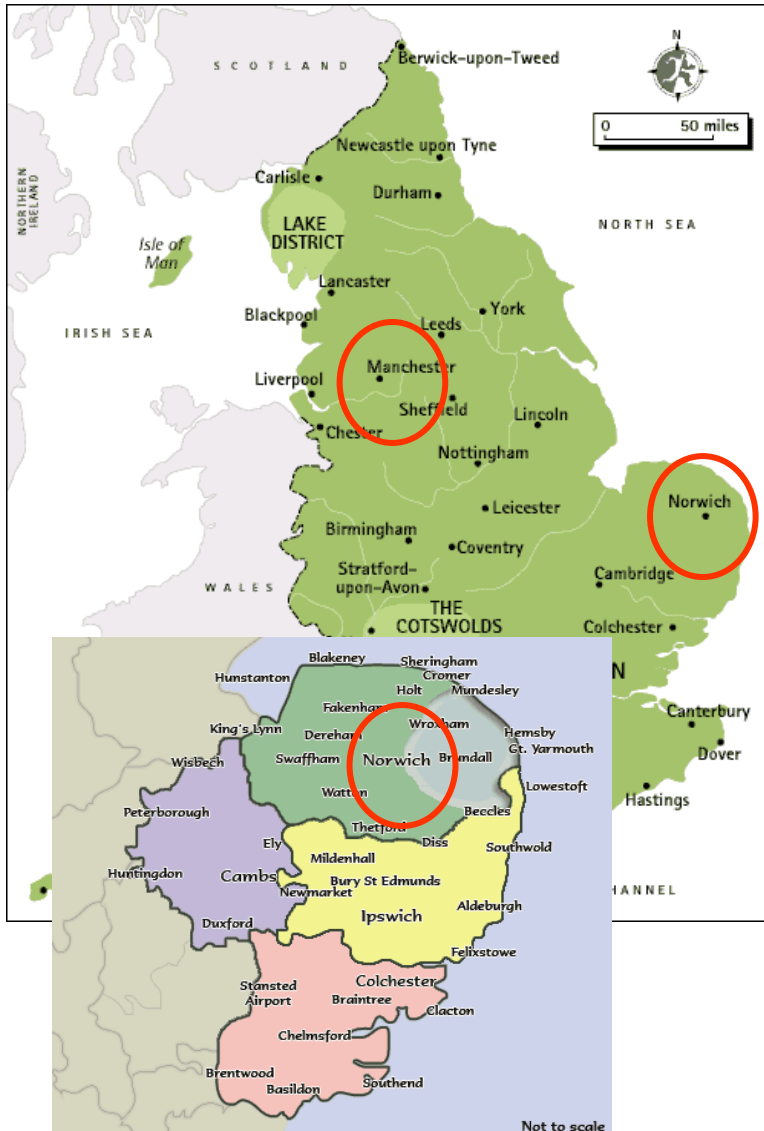 Berwick-upon-Tweed
N
SCOTLAND
0 50 miles
Newcastle upon Tyne
Carlisle
Durham
NORTHERN
IRELAND
LAKE
DISTRICT
NORTH SEA
Isle of
Man
Lancaster
Blackpool
York
IRISH SEA
Leeds
Manchester
Liverpool
Sheffield
Lincoln
Chester
Nottingham
Norwich
Leicester
Birmingham
Coventry
Stratford-
upon-Avon
Cambridge
WALES
THE
COTSWOLDS
Colchester
N
Canterbury
Dover
Hastings
HANNEL
Blakeney
Sheringham
Cromer
Hunstanton
Holt
Mundesley
Fakenham
Wroxham
King's Lynn
Dereham
Hemsby
Gt. Yarmouth
Wisbech
Swaffham
Norwich
Brundall
Watton
Lowestoft
Peterborough
Beccles
Thetford
Diss
Ely
Southwold
Mildenhall
Huntingdon
Cambs
Bury St Edmunds
Newmarket
Aldeburgh
Ipswich
Duxford
Felixstowe
Stansted
Airport
Colchester
Braintree
Clacton
Chelmsford
Brentwood
Basildon
Southend
Not to scale